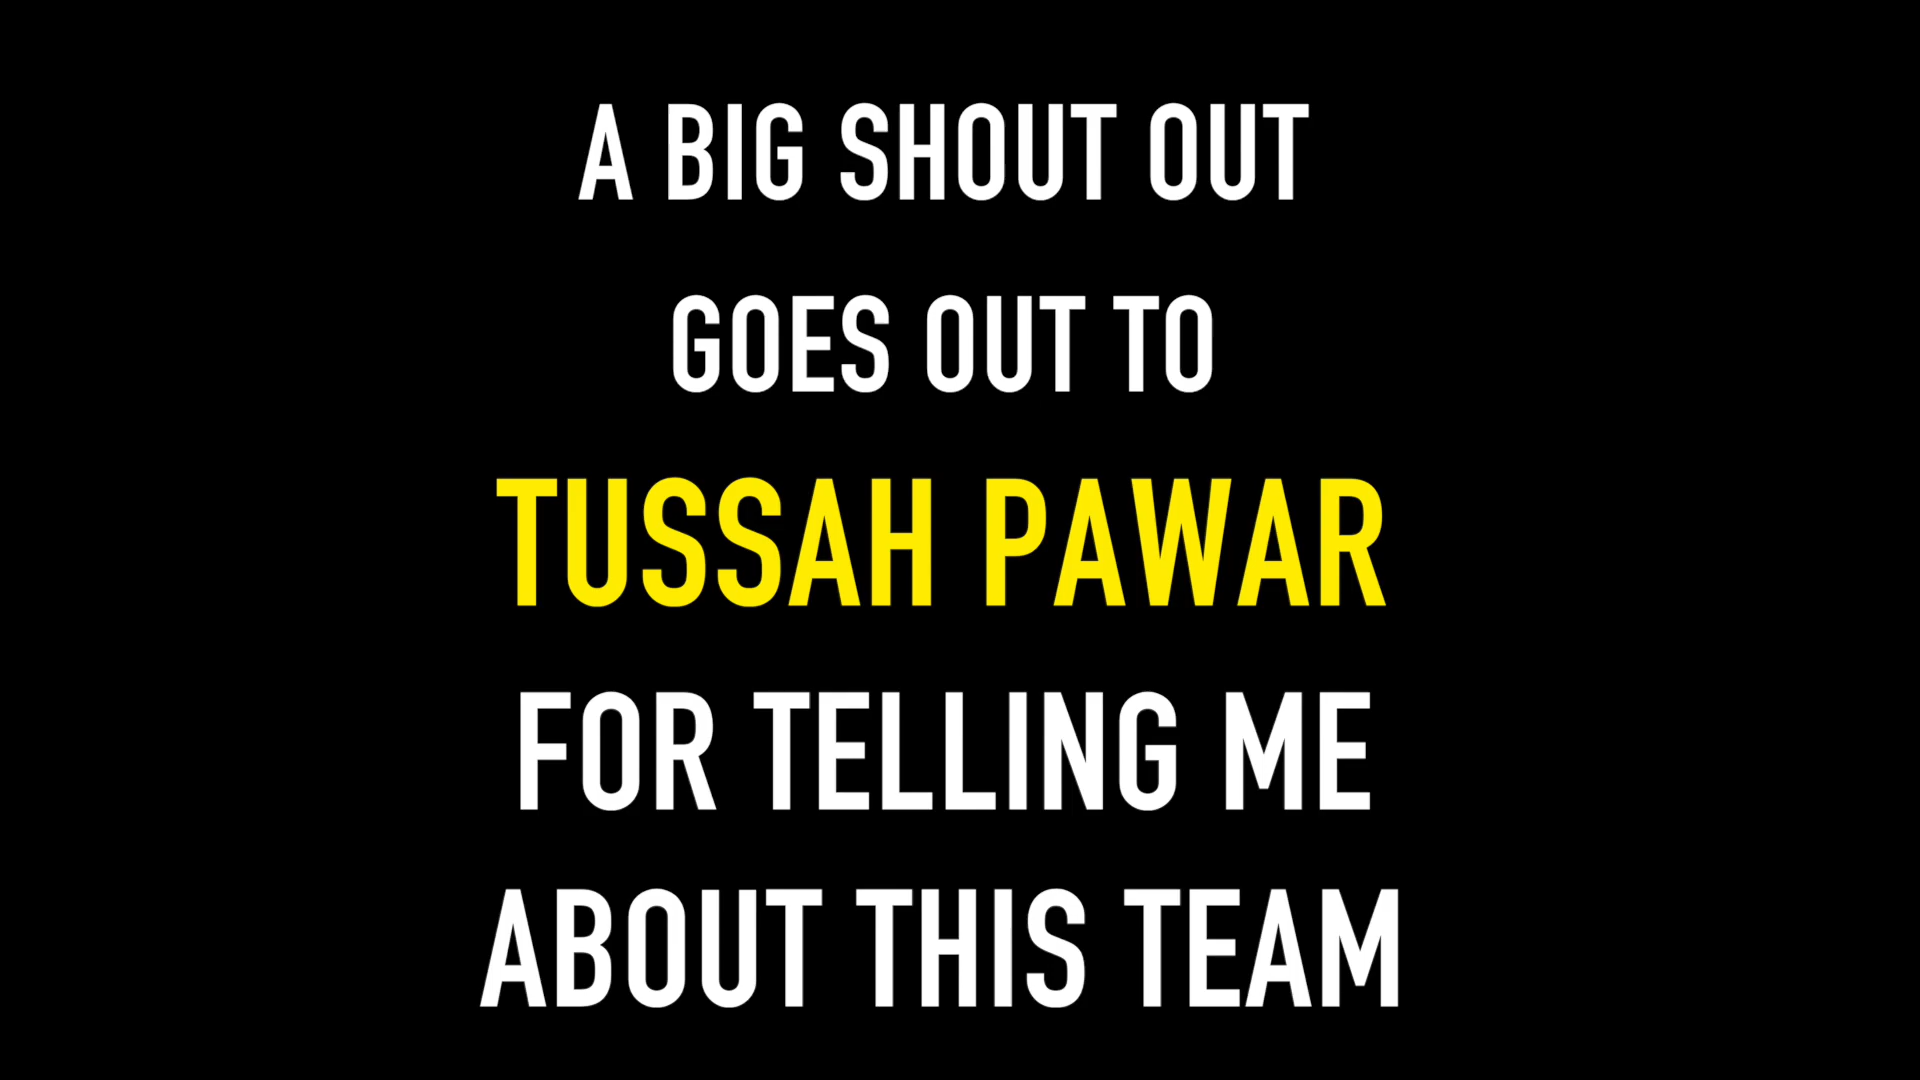 A BIG SHOUT OUT
GOES OUT TO
TUSSAH PAWAR
FOR TELLING ME
ABOUT THIS TEAM